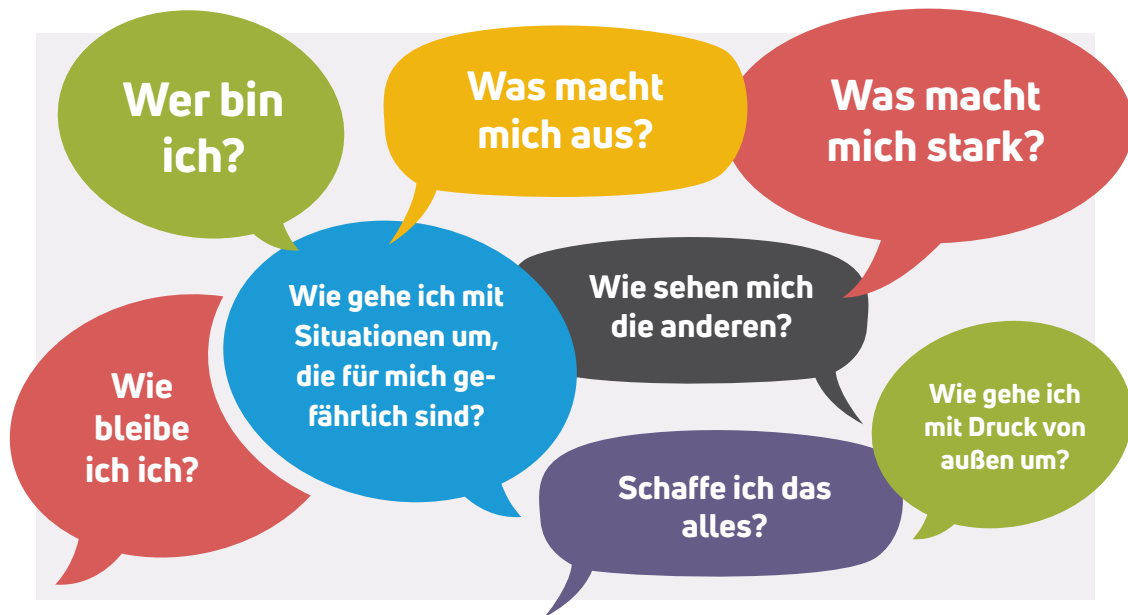 Wer bin
ich?
Was macht
mich aus?
Was macht
mich stark?
Wie gehe ich mit
Situationen um,
die für mich ge-
fährlich sind?
Wie sehen mich
die anderen?
Wie
bleibe
ich ich?
Wie gehe ich
mit Druck von
außen um?
Schaffe ich das
alles?